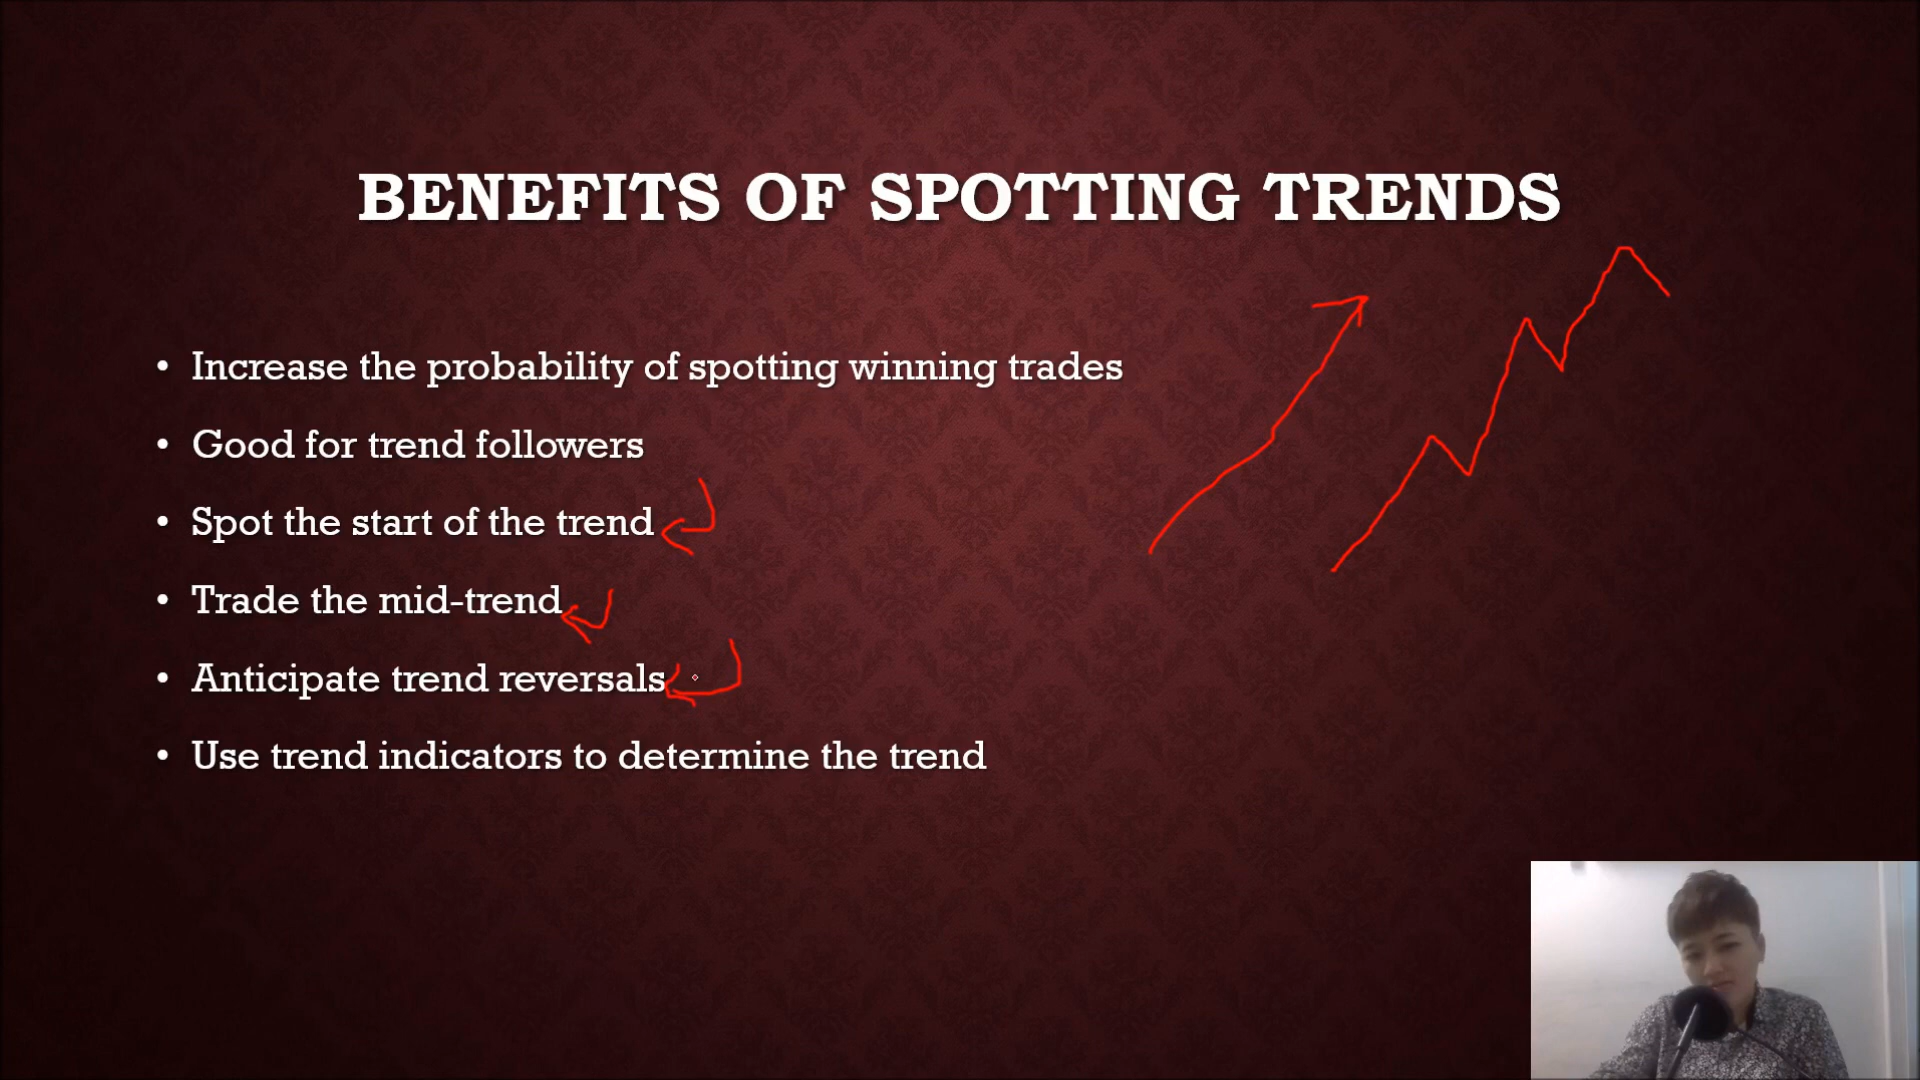 BENEFITS OF SPOTTING TRENDS
• Increase the probability of spotting winning trades
• Good for trend followers
• Spot the start of the trend
• Trade the mid-trend
• Anticipate trend reversals
• Use trend indicators to determine the trend